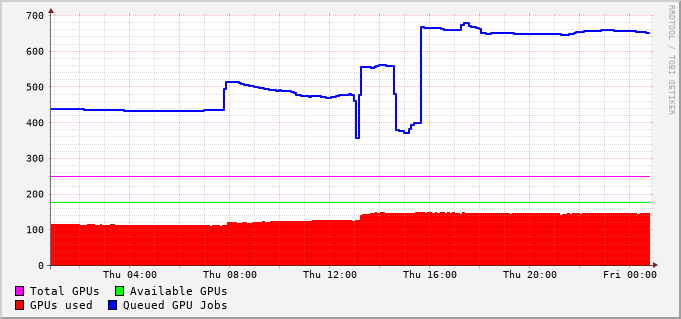 700
600
500
400
300
200
100
0
Thu 04:00 Thu 08:00 Thu 12:00 Thu 16:00 Thu 20:00 Fri 00:00
Total GPUs Available GPUs
GPUs used Queued GPU Jobs
RRDTOOL / TOBI OETIKER